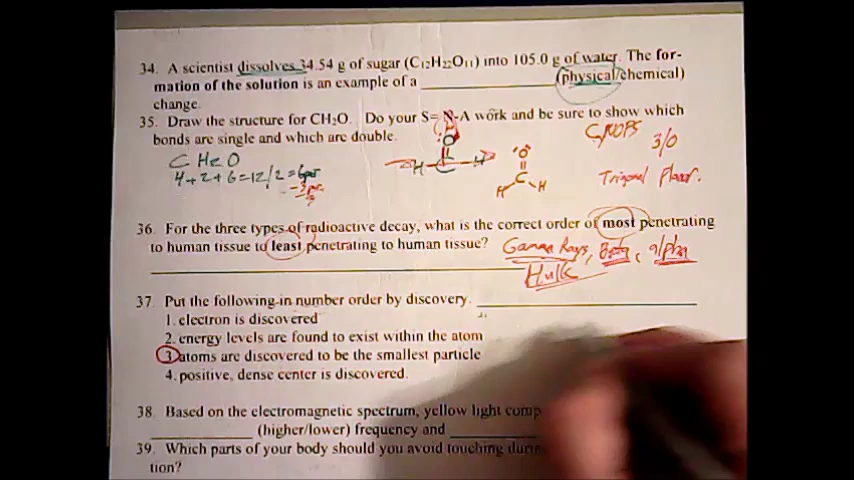 34. A scientist dissolves 34.54 g of sugar (C12H22O11) into 105.0 g of water. The for-
mation of the solution is an example of a ____________ (physical/chemical)
change.
35. Draw the structure for CH2O. Do your S= N-A work and be sure to show which
bonds are single and which are double.
CNOPS
3/0
C H2 O
4+2+6=12/2=6pr
O
H C H
O
C
H H
Trigonal Planar.
36. For the three types of radioactive decay, what is the correct order of most penetrating
to human tissue to least penetrating to human tissue?
Gamma Rays, Beta, alpha
Hulk
37. Put the following in number order by discovery. ____________
1. electron is discovered
2. energy levels are found to exist within the atom
3. atoms are discovered to be the smallest particle
4. positive, dense center is discovered.
38. Based on the electromagnetic spectrum, yellow light
____________ (higher/lower) frequency and ____________
39. Which parts of your body should you avoid touching
tion?